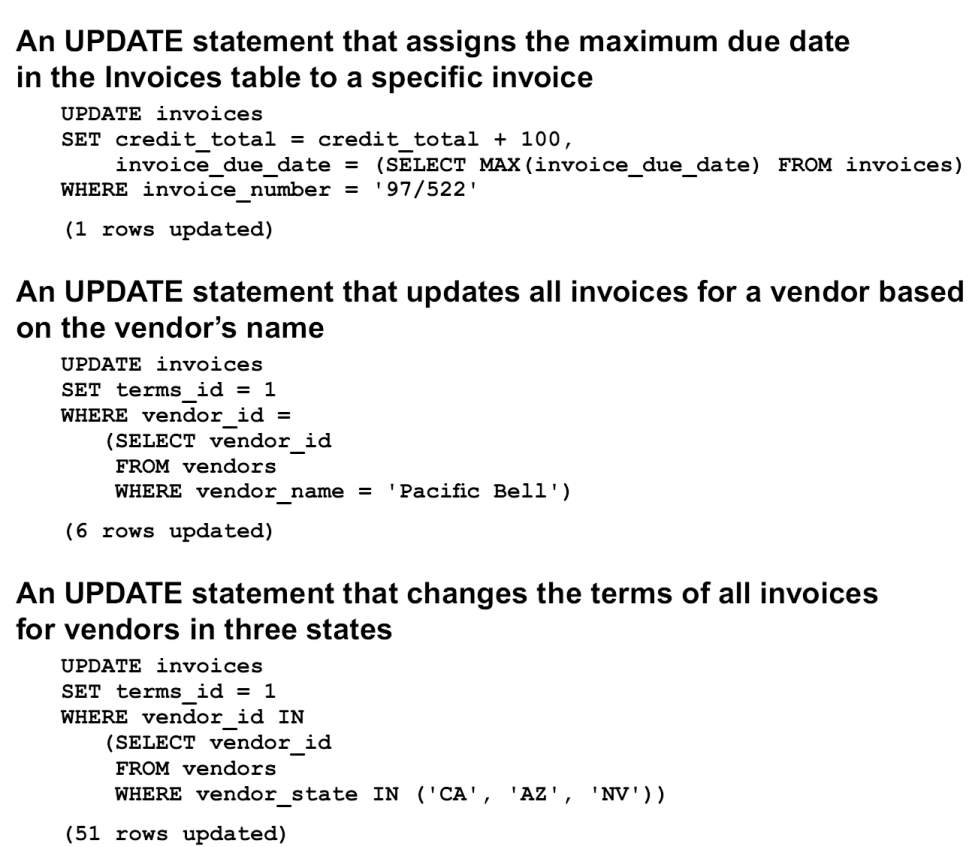 An UPDATE statement that assigns the maximum due date
in the Invoices table to a specific invoice
UPDATE invoices
SET credit_total = credit_total + 100,
    invoice_due_date = (SELECT MAX(invoice_due_date) FROM invoices)
WHERE invoice_number = '97/522'
(1 rows updated)
An UPDATE statement that updates all invoices for a vendor based
on the vendor’s name
UPDATE invoices
SET terms_id = 1
WHERE vendor_id =
   (SELECT vendor_id
    FROM vendors
    WHERE vendor_name = 'Pacific Bell')
(6 rows updated)
An UPDATE statement that changes the terms of all invoices
for vendors in three states
UPDATE invoices
SET terms_id = 1
WHERE vendor_id IN
   (SELECT vendor_id
    FROM vendors
    WHERE vendor_state IN ('CA', 'AZ', 'NV'))
(51 rows updated)